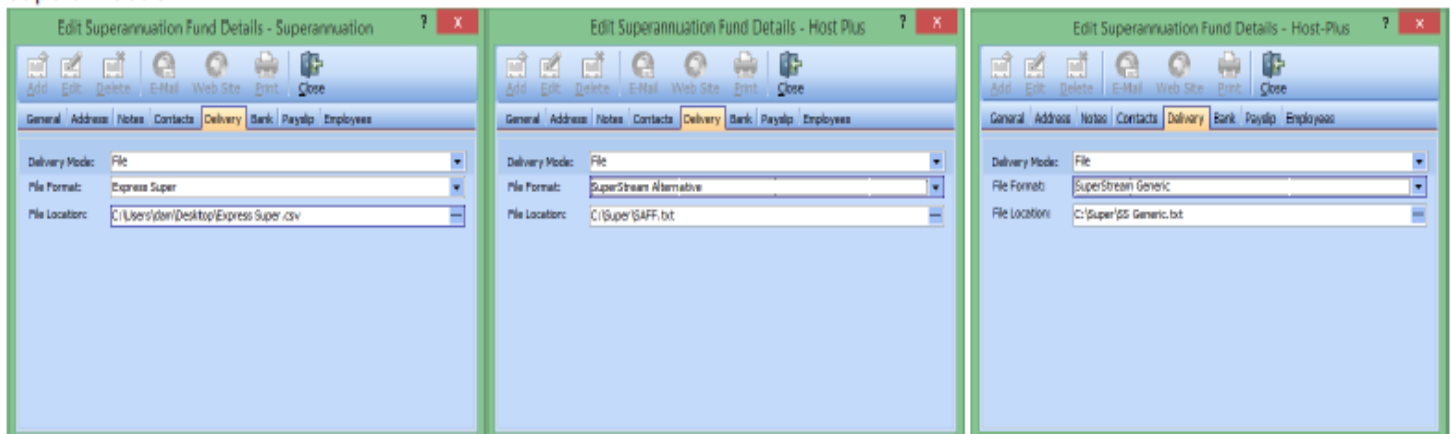 Edit Superannuation Fund Details - Superannuation ? X
Add Edit Delete E-Mail Web Site Print Close
General Address Notes Contacts Delivery Bank Payslip Employees
Delivery Mode: File
File Format: Express Super
File Location: C:\Users\dan\Desktop\Express Super.csv
Edit Superannuation Fund Details - Host Plus ? X
Add Edit Delete E-Mail Web Site Print Close
General Address Notes Contacts Delivery Bank Payslip Employees
Delivery Mode: File
File Format: SuperStream Alternative
File Location: C:\Super\SAFF.txt
Edit Superannuation Fund Details - Host-Plus ? X
Add Edit Delete E-Mail Web Site Print Close
General Address Notes Contacts Delivery Bank Payslip Employees
Delivery Mode: File
File Format: SuperStream Generic
File Location: C:\Super\SS Generic.txt